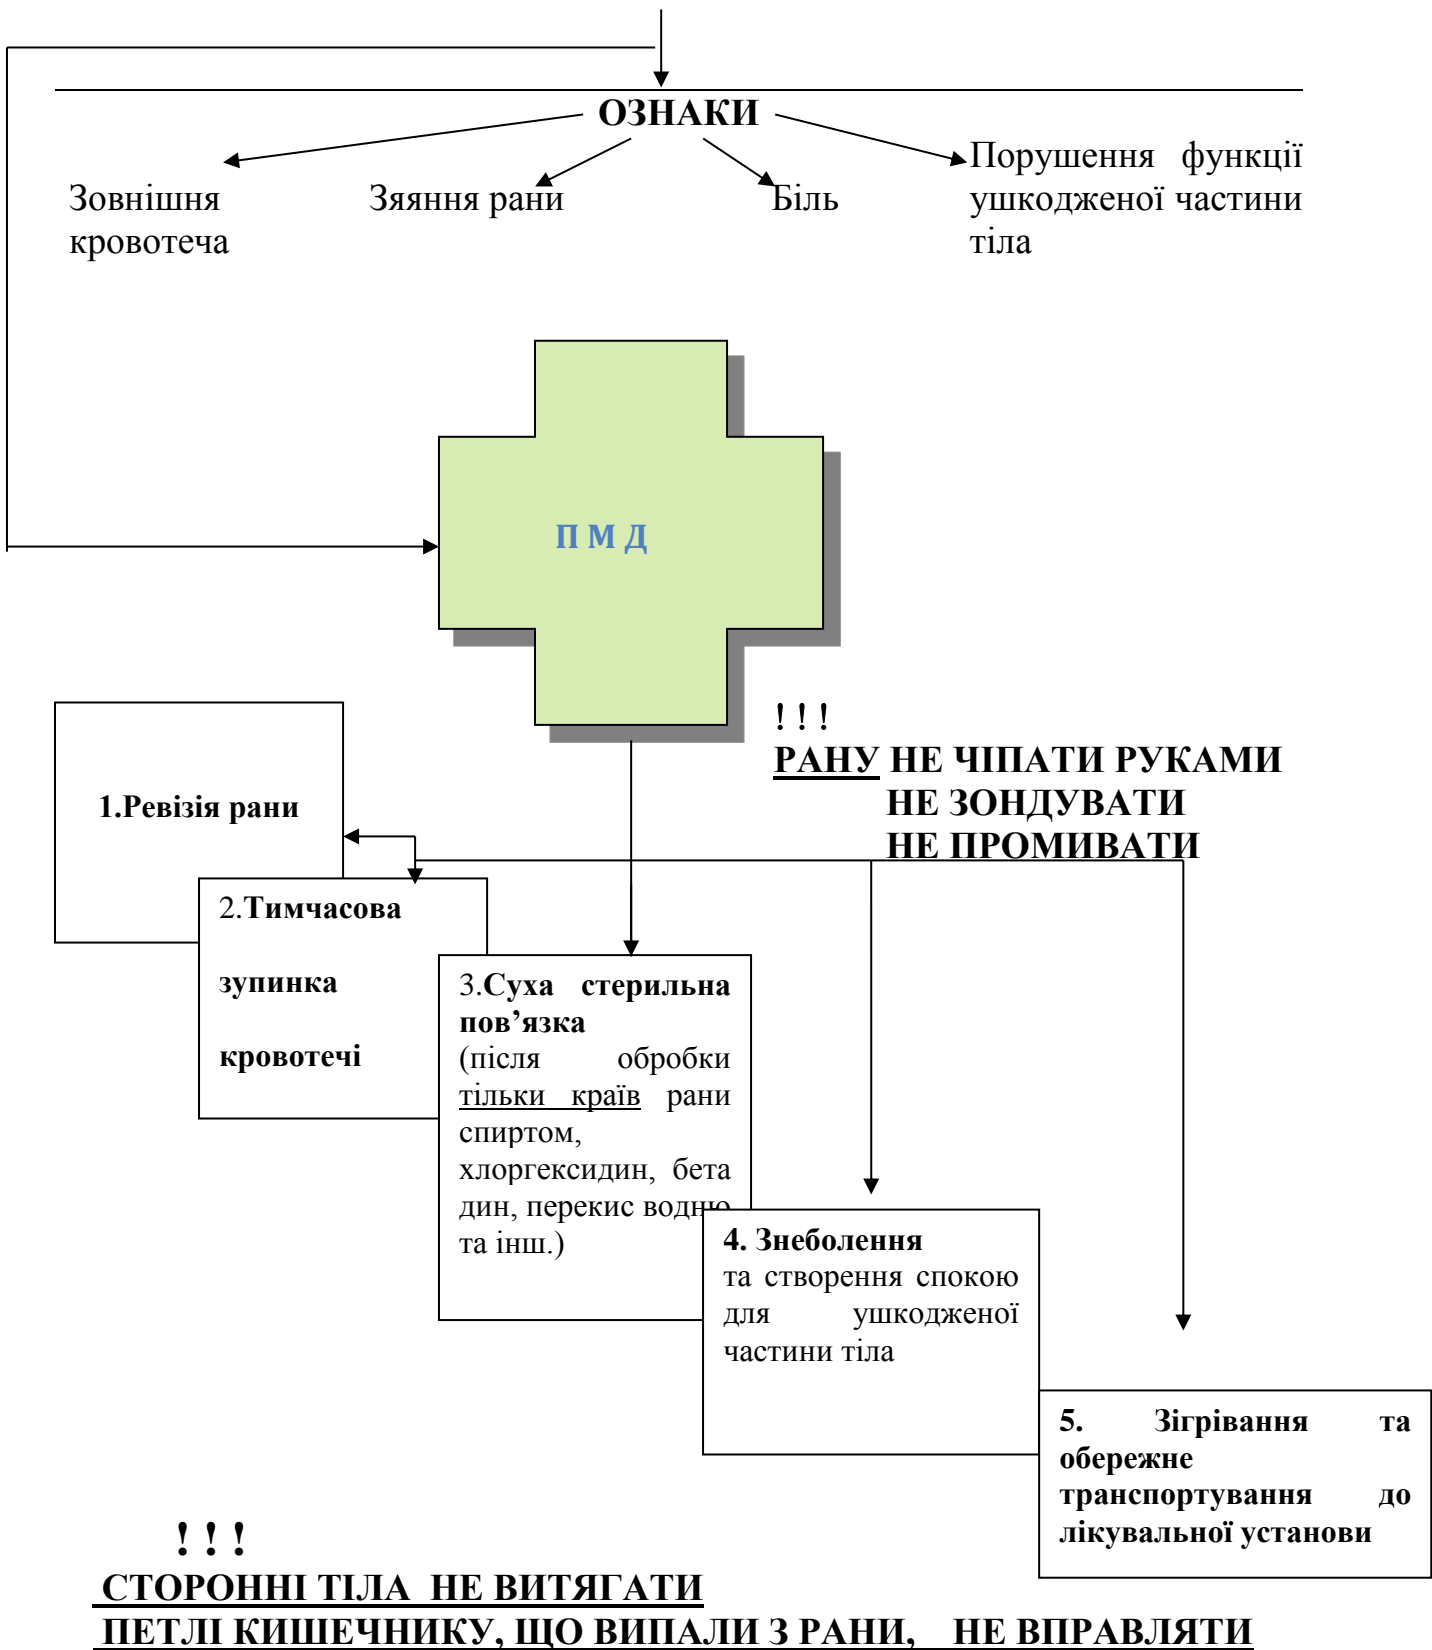 ОЗНАКИ
Зовнішня
кровотеча
Зяяння рани
Біль
Порушення функції
ушкодженої частини
тіла
П М Д
! ! !
РАНУ НЕ ЧІПАТИ РУКАМИ
НЕ ЗОНДУВАТИ
НЕ ПРОМИВАТИ
1.Ревізія рани
2.Тимчасова
зупинка
кровотечі
3.Суха стерильна
пов’язка
(після обробки
тільки країв рани
спиртом,
хлоргексидин, бета
дин, перекис водню
та інш.)
4. Знеболення
та створення спокою
для ушкодженої
частини тіла
5. Зігрівання та
обережне
транспортування до
лікувальної установи
! ! !
СТОРОННІ ТІЛА НЕ ВИТЯГАТИ
ПЕТЛІ КИШЕЧНИКУ, ЩО ВИПАЛИ З РАНИ, НЕ ВПРАВЛЯТИ